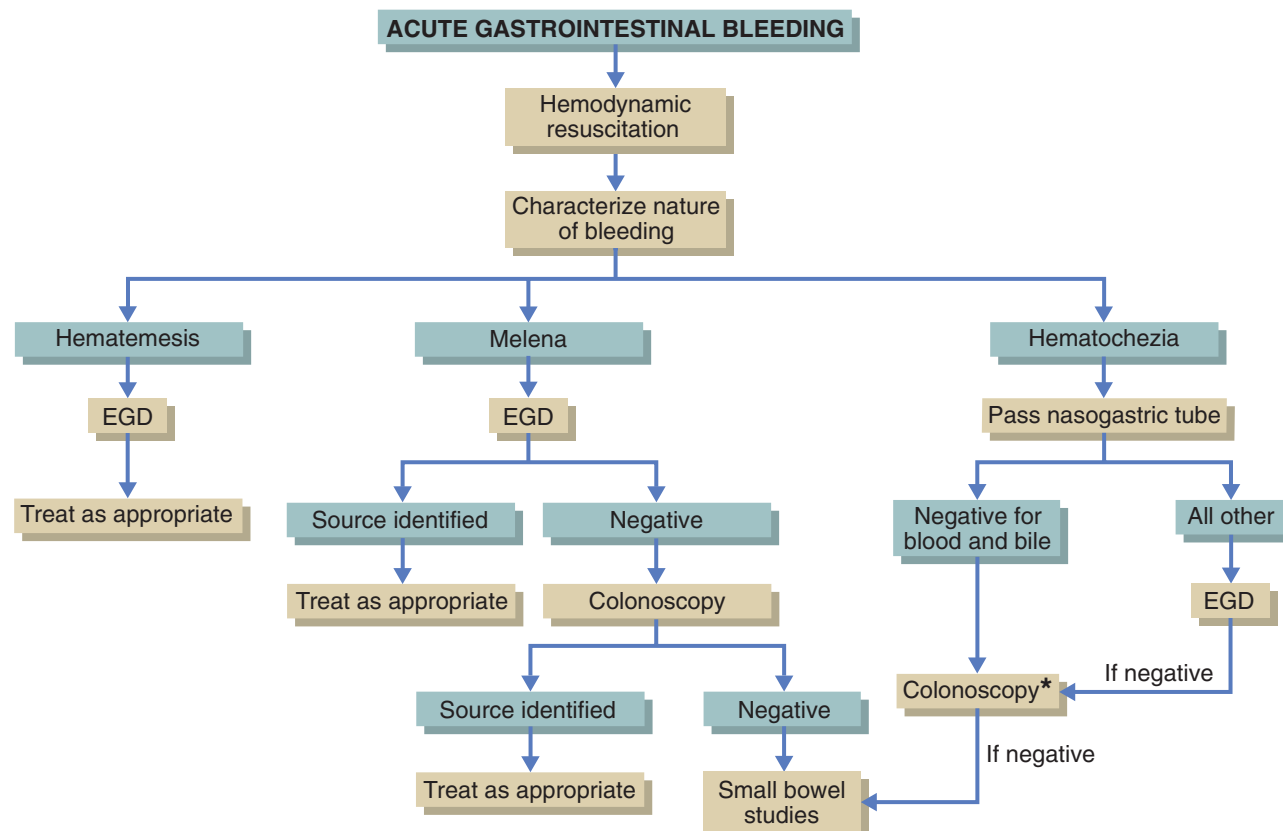 ACUTE GASTROINTESTINAL BLEEDING
Hemodynamic
resuscitation
Characterize nature
of bleeding
Hematemesis
Melena
Hematochezia
EGD
EGD
Pass nasogastric tube
Treat as appropriate
Source identified
Negative
Negative for
blood and bile
All other
Treat as appropriate
Colonoscopy
EGD
If negative
Source identified
Negative
Colonoscopy*
If negative
Treat as appropriate
Small bowel
studies